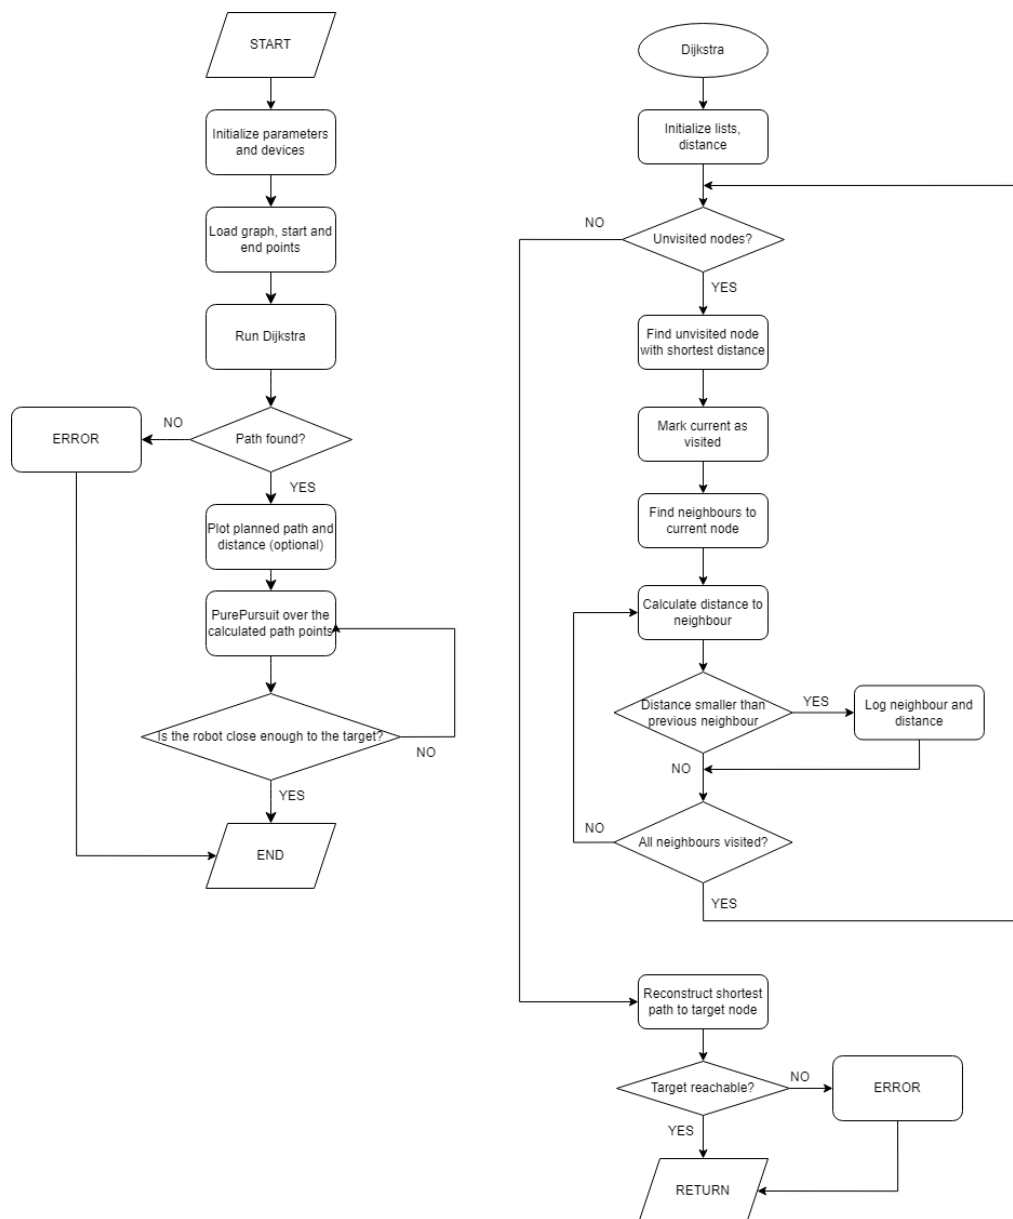 START
Initialize parameters
and devices
Load graph, start and
end points
Run Dijkstra
Path found?
NO
ERROR
YES
Plot planned path and
distance (optional)
PurePursuit over the
calculated path points
Is the robot close enough to the target?
NO
YES
END
Dijkstra
Initialize lists,
distance
Unvisited nodes?
NO
YES
Find unvisited node
with shortest distance
Mark current as
visited
Find neighbours to
current node
Calculate distance to
neighbour
Distance smaller than
previous neighbour
YES
Log neighbour and
distance
NO
All neighbours visited?
NO
YES
Reconstruct shortest
path to target node
Target reachable?
NO
ERROR
YES
RETURN